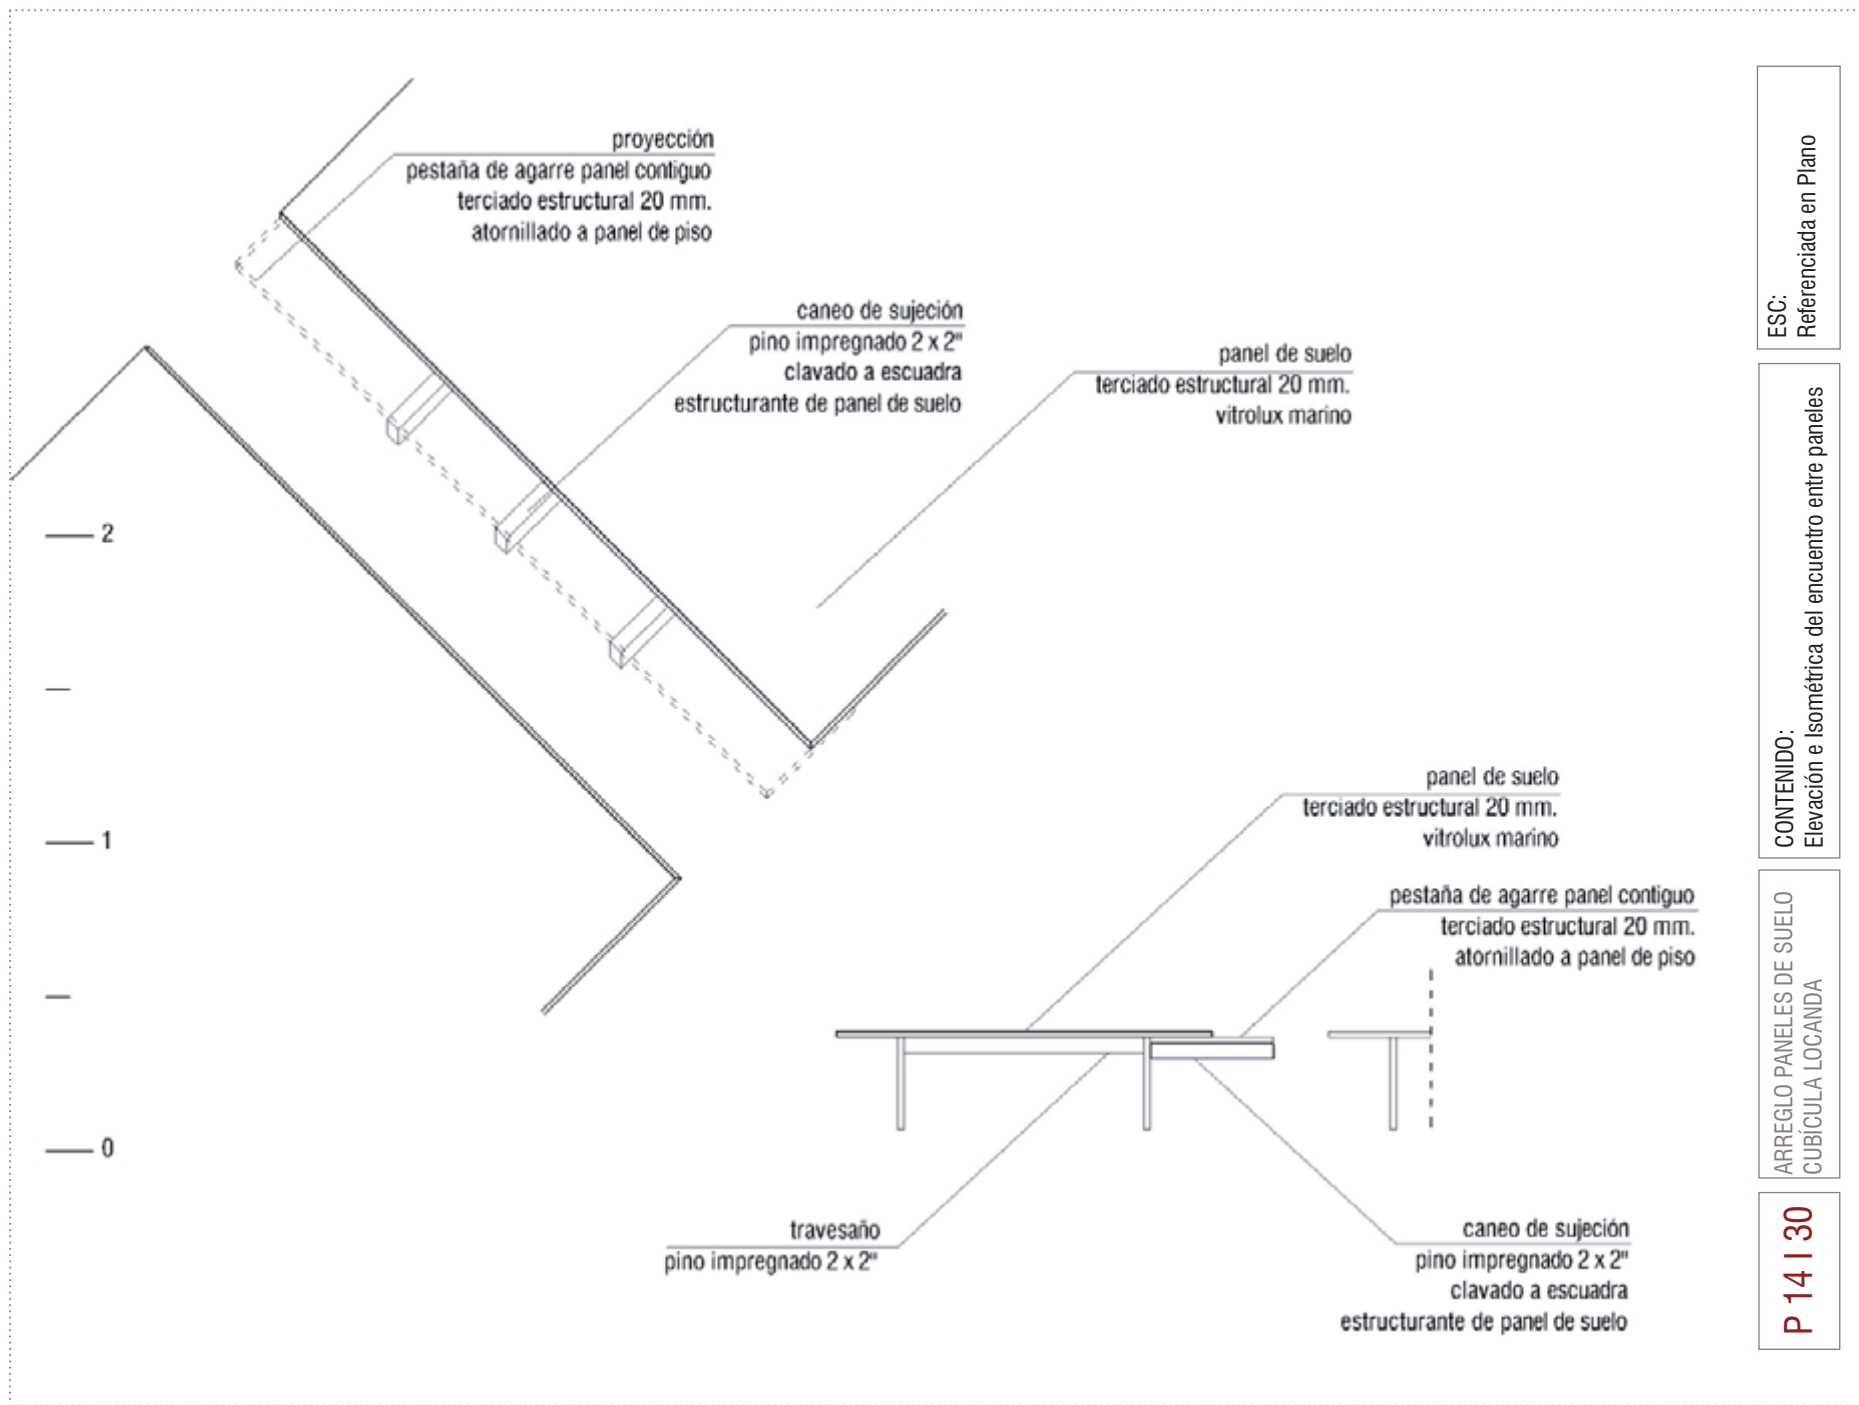 proyección
pestaña de agarre panel contiguo
terciado estructural 20 mm.
atornillado a panel de piso
caneo de sujeción
pino impregnado 2 x 2"
clavado a escuadra
estructurante de panel de suelo
panel de suelo
terciado estructural 20 mm.
vitrolux marino
2
1
0
panel de suelo
terciado estructural 20 mm.
vitrolux marino
pestaña de agarre panel contiguo
terciado estructural 20 mm.
atornillado a panel de piso
travesaño
pino impregnado 2 x 2"
caneo de sujeción
pino impregnado 2 x 2"
clavado a escuadra
estructurante de panel de suelo
ESC:
Referenciada en Plano
CONTENIDO:
Elevación e Isométrica del encuentro entre paneles
ARREGLO PANELES DE SUELO
CUBÍCULA LOCANDA
P 14 I 30